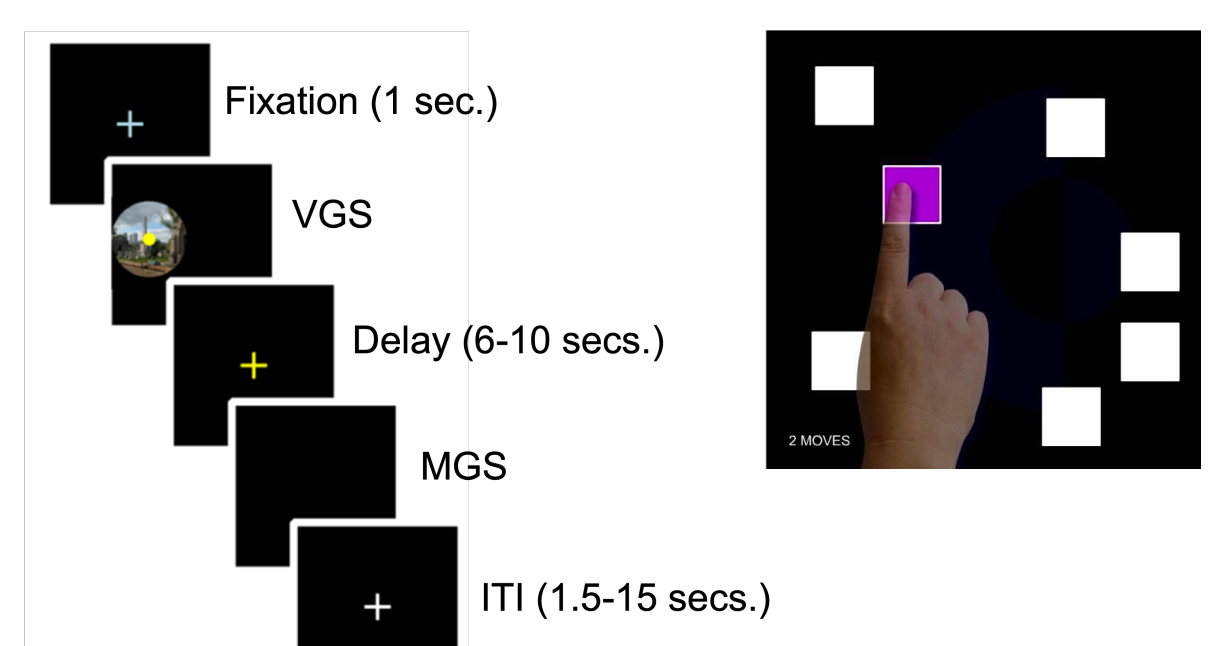 Fixation (1 sec.)
VGS
Delay (6-10 secs.)
MGS
ITI (1.5-15 secs.)
2 MOVES